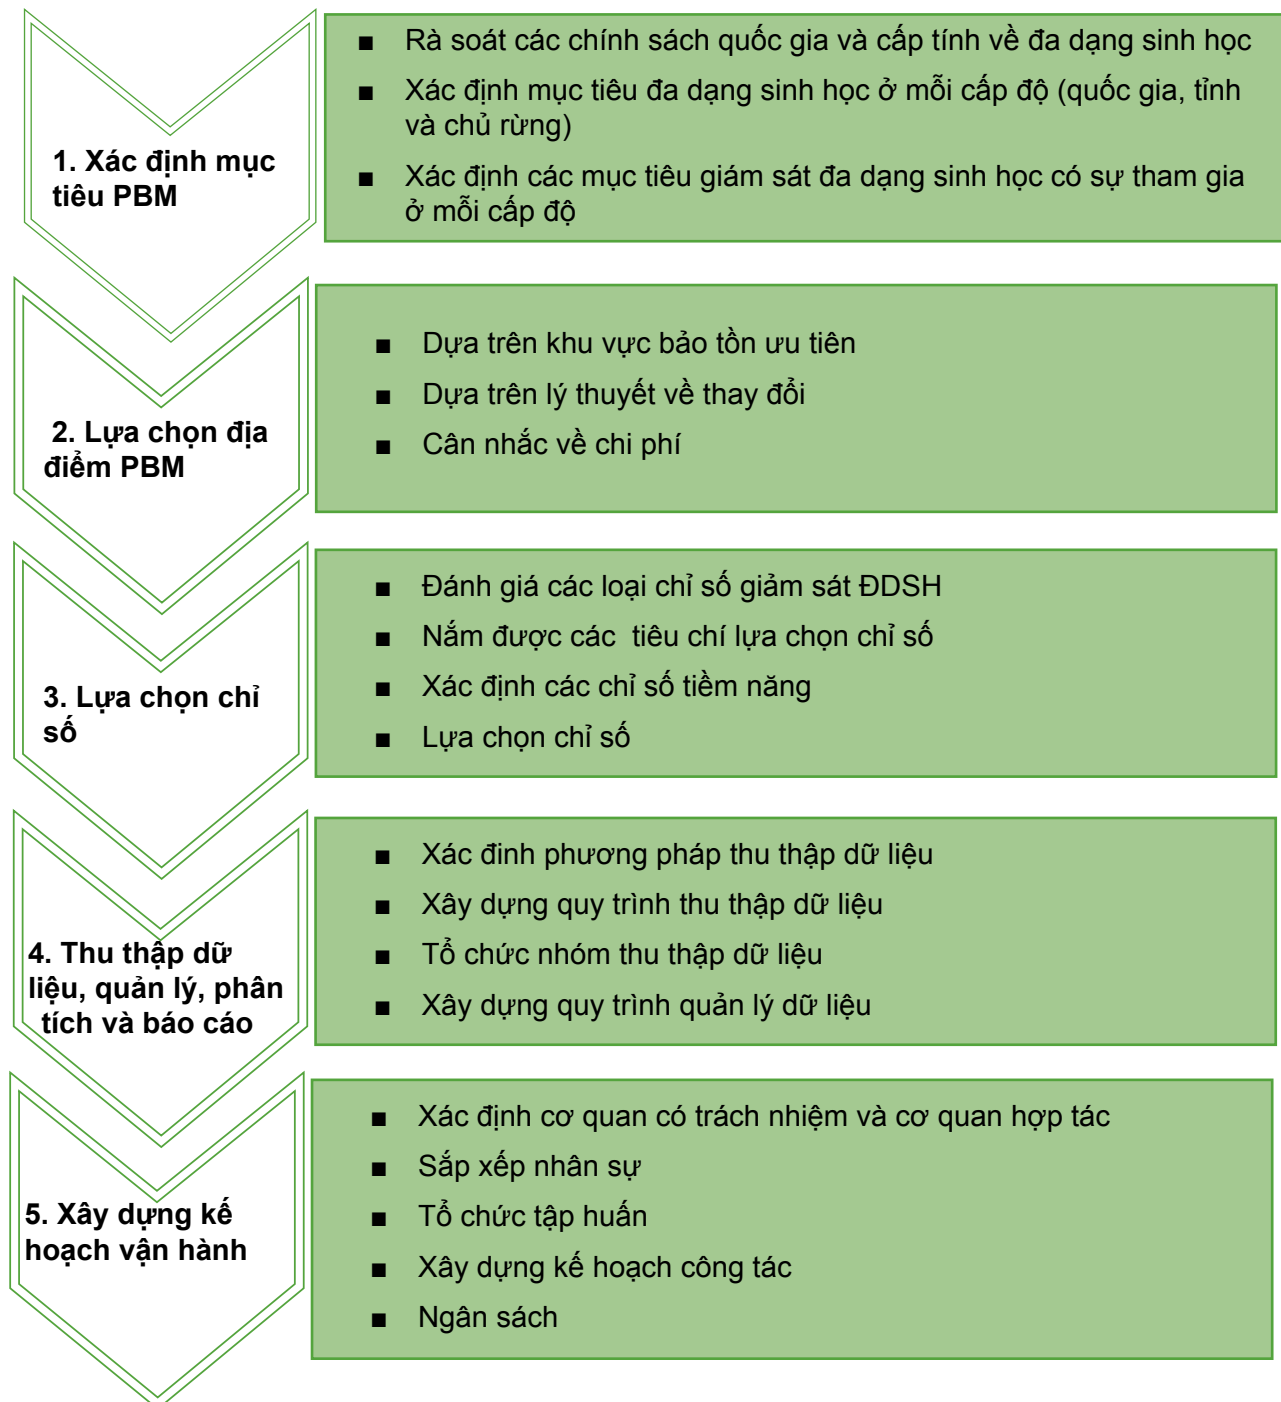 1. Xác định mục
tiêu PBM
■ Rà soát các chính sách quốc gia và cấp tính về đa dạng sinh học
■ Xác định mục tiêu đa dạng sinh học ở mỗi cấp độ (quốc gia, tỉnh
và chủ rừng)
■ Xác định các mục tiêu giám sát đa dạng sinh học có sự tham gia
ở mỗi cấp độ
2. Lựa chọn địa
điểm PBM
■ Dựa trên khu vực bảo tồn ưu tiên
■ Dựa trên lý thuyết về thay đổi
■ Cân nhắc về chi phí
3. Lựa chọn chỉ
số
■ Đánh giá các loại chỉ số giảm sát ĐDSH
■ Nắm được các tiêu chí lựa chọn chỉ số
■ Xác định các chỉ số tiềm năng
■ Lựa chọn chỉ số
4. Thu thập dữ
liệu, quản lý, phân
tích và báo cáo
■ Xác đinh phương pháp thu thập dữ liệu
■ Xây dựng quy trình thu thập dữ liệu
■ Tổ chức nhóm thu thập dữ liệu
■ Xây dựng quy trình quản lý dữ liệu
5. Xây dựng kế
hoạch vận hành
■ Xác định cơ quan có trách nhiệm và cơ quan hợp tác
■ Sắp xếp nhân sự
■ Tổ chức tập huấn
■ Xây dựng kế hoạch công tác
■ Ngân sách